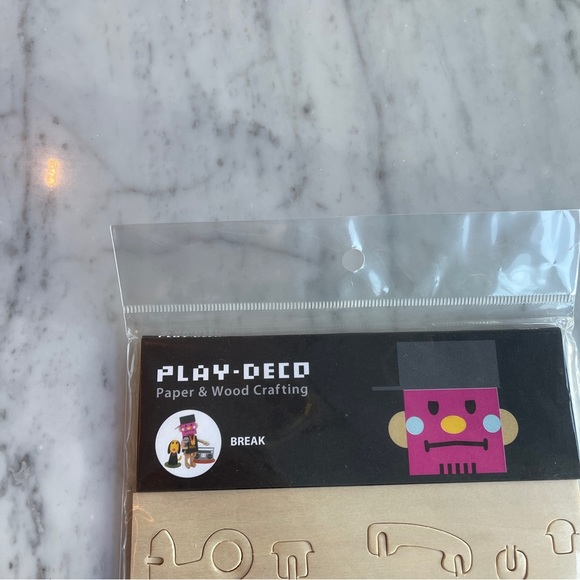 PLAY-DECO
Paper & Wood Crafting
BREAK